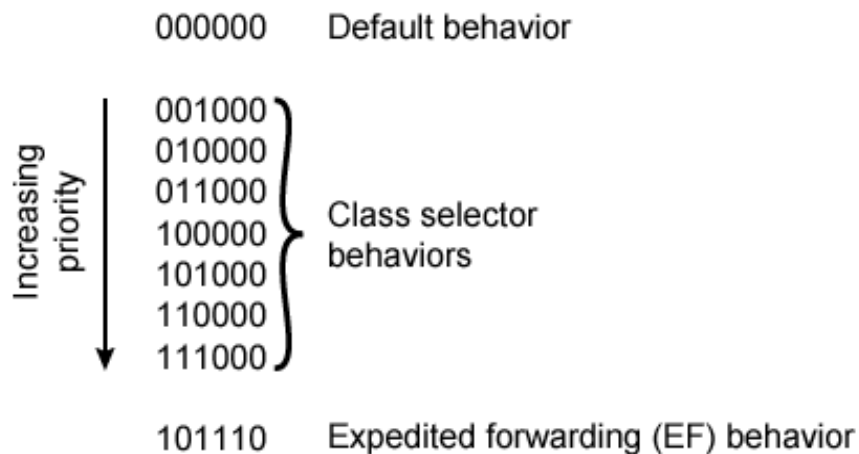 000000 Default behavior
Increasing
priority
001000
010000
011000
100000
101000
110000
111000
Class selector
behaviors
101110 Expedited forwarding (EF) behavior